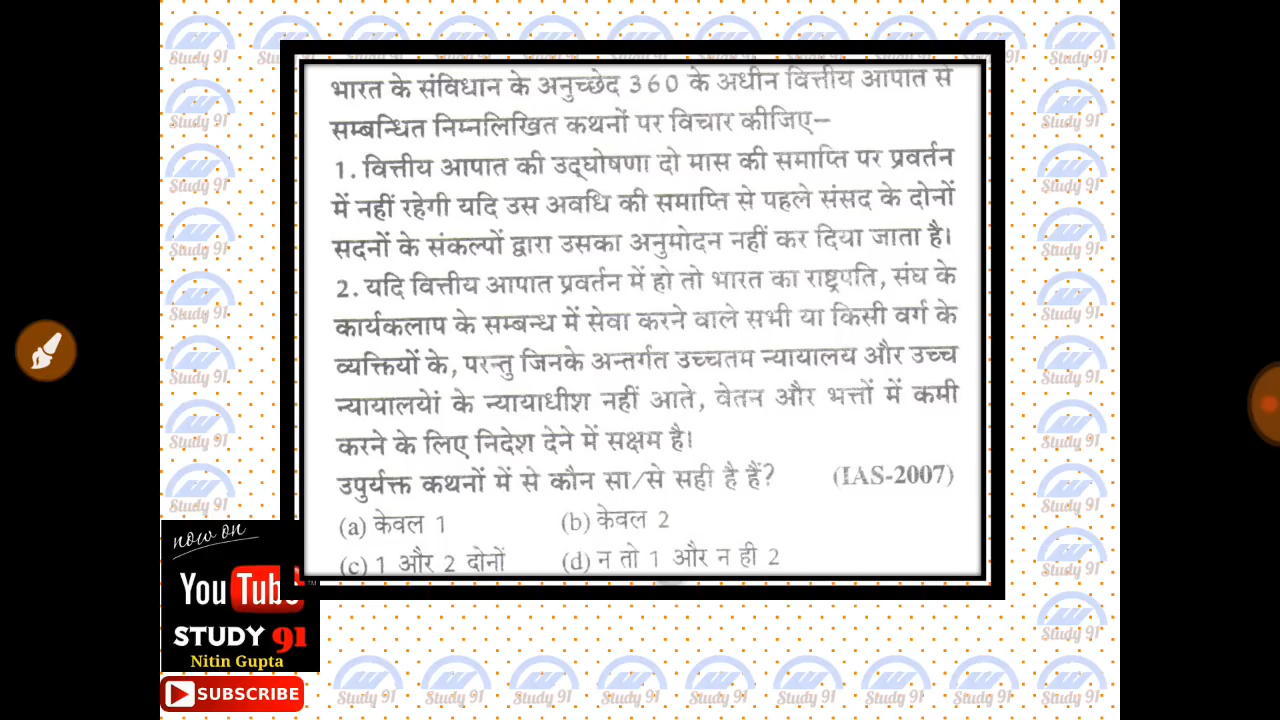 भारत के संविधान के अनुच्छेद 360 के अधीन वित्तीय आपात से
सम्बन्धित निम्नलिखित कथनों पर विचार कीजिए–
1. वित्तीय आपात की उद्घोषणा दो मास की समाप्ति पर प्रवर्तन
में नहीं रहेगी यदि उस अवधि की समाप्ति से पहले संसद के दोनों
सदनों के संकल्पों द्वारा उसका अनुमोदन नहीं कर दिया जाता है।
2. यदि वित्तीय आपात प्रवर्तन में हो तो भारत का राष्ट्रपति, संघ के
कार्यकलाप के सम्बन्ध में सेवा करने वाले सभी या किसी वर्ग के
व्यक्तियों के, परन्तु जिनके अन्तर्गत उच्चतम न्यायालय और उच्च
न्यायालयों के न्यायाधीश नहीं आते, वेतन और भत्तों में कमी
करने के लिए निदेश देने में सक्षम है।
उपुर्यक्त कथनों में से कौन सा/से सही है हैं? (IAS-2007)
(a) केवल 1 (b) केवल 2
(c) 1 और 2 दोनों (d) न तो 1 और न ही 2
now on
YouTube
STUDY 91
Nitin Gupta
SUBSCRIBE
Study 91